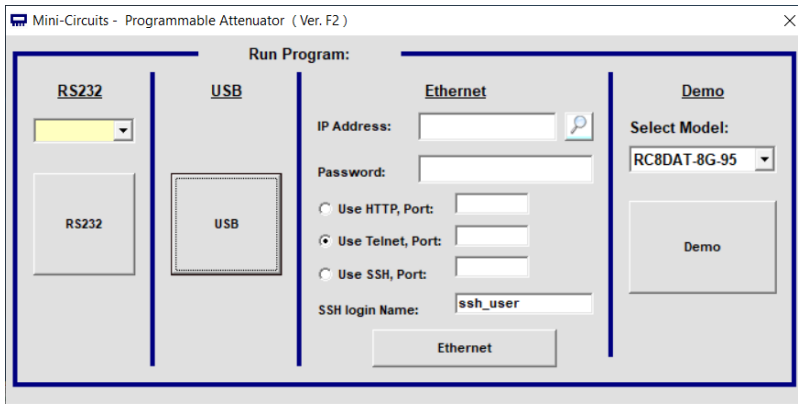 Mini-Circuits - Programmable Attenuator ( Ver. F2 )
Run Program:
RS232
RS232
USB
USB
Ethernet
IP Address:
Password:
Use HTTP, Port:
Use Telnet, Port:
Use SSH, Port:
SSH login Name: ssh_user
Ethernet
Demo
Select Model:
RC8DAT-8G-95
Demo